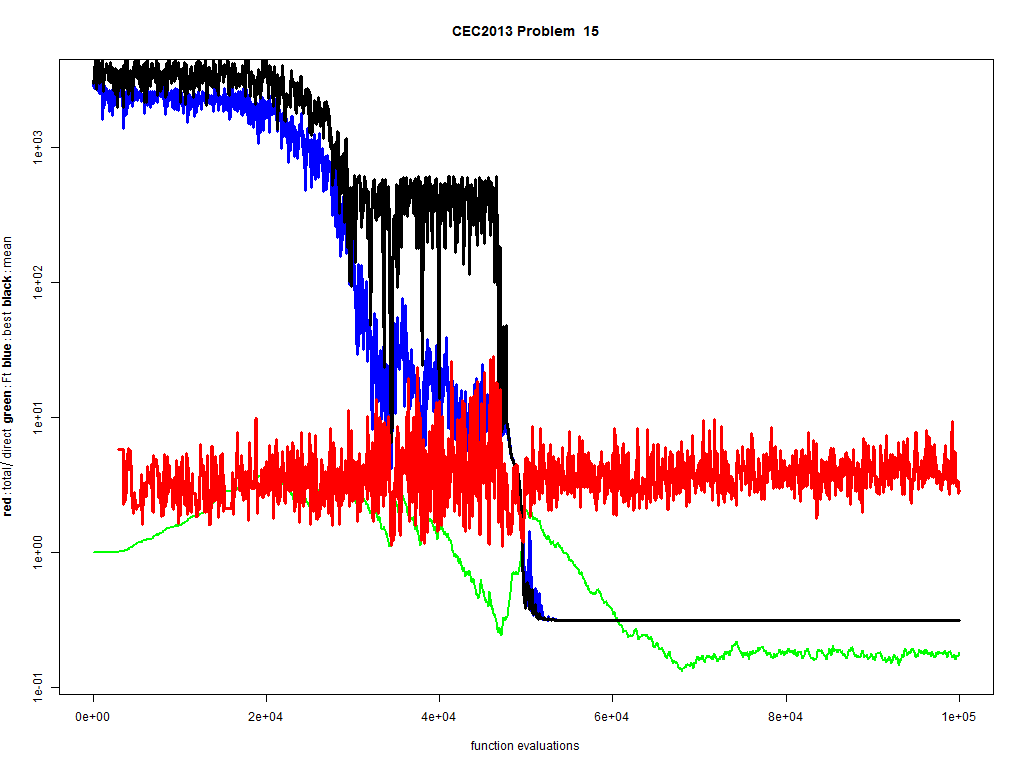 CEC2013 Problem  15
red : total/ direct green : Ft blue : best black : mean
1e+03
1e+02
1e+01
1e+00
1e-01
0e+00 2e+04 4e+04 6e+04 8e+04 1e+05
function evaluations